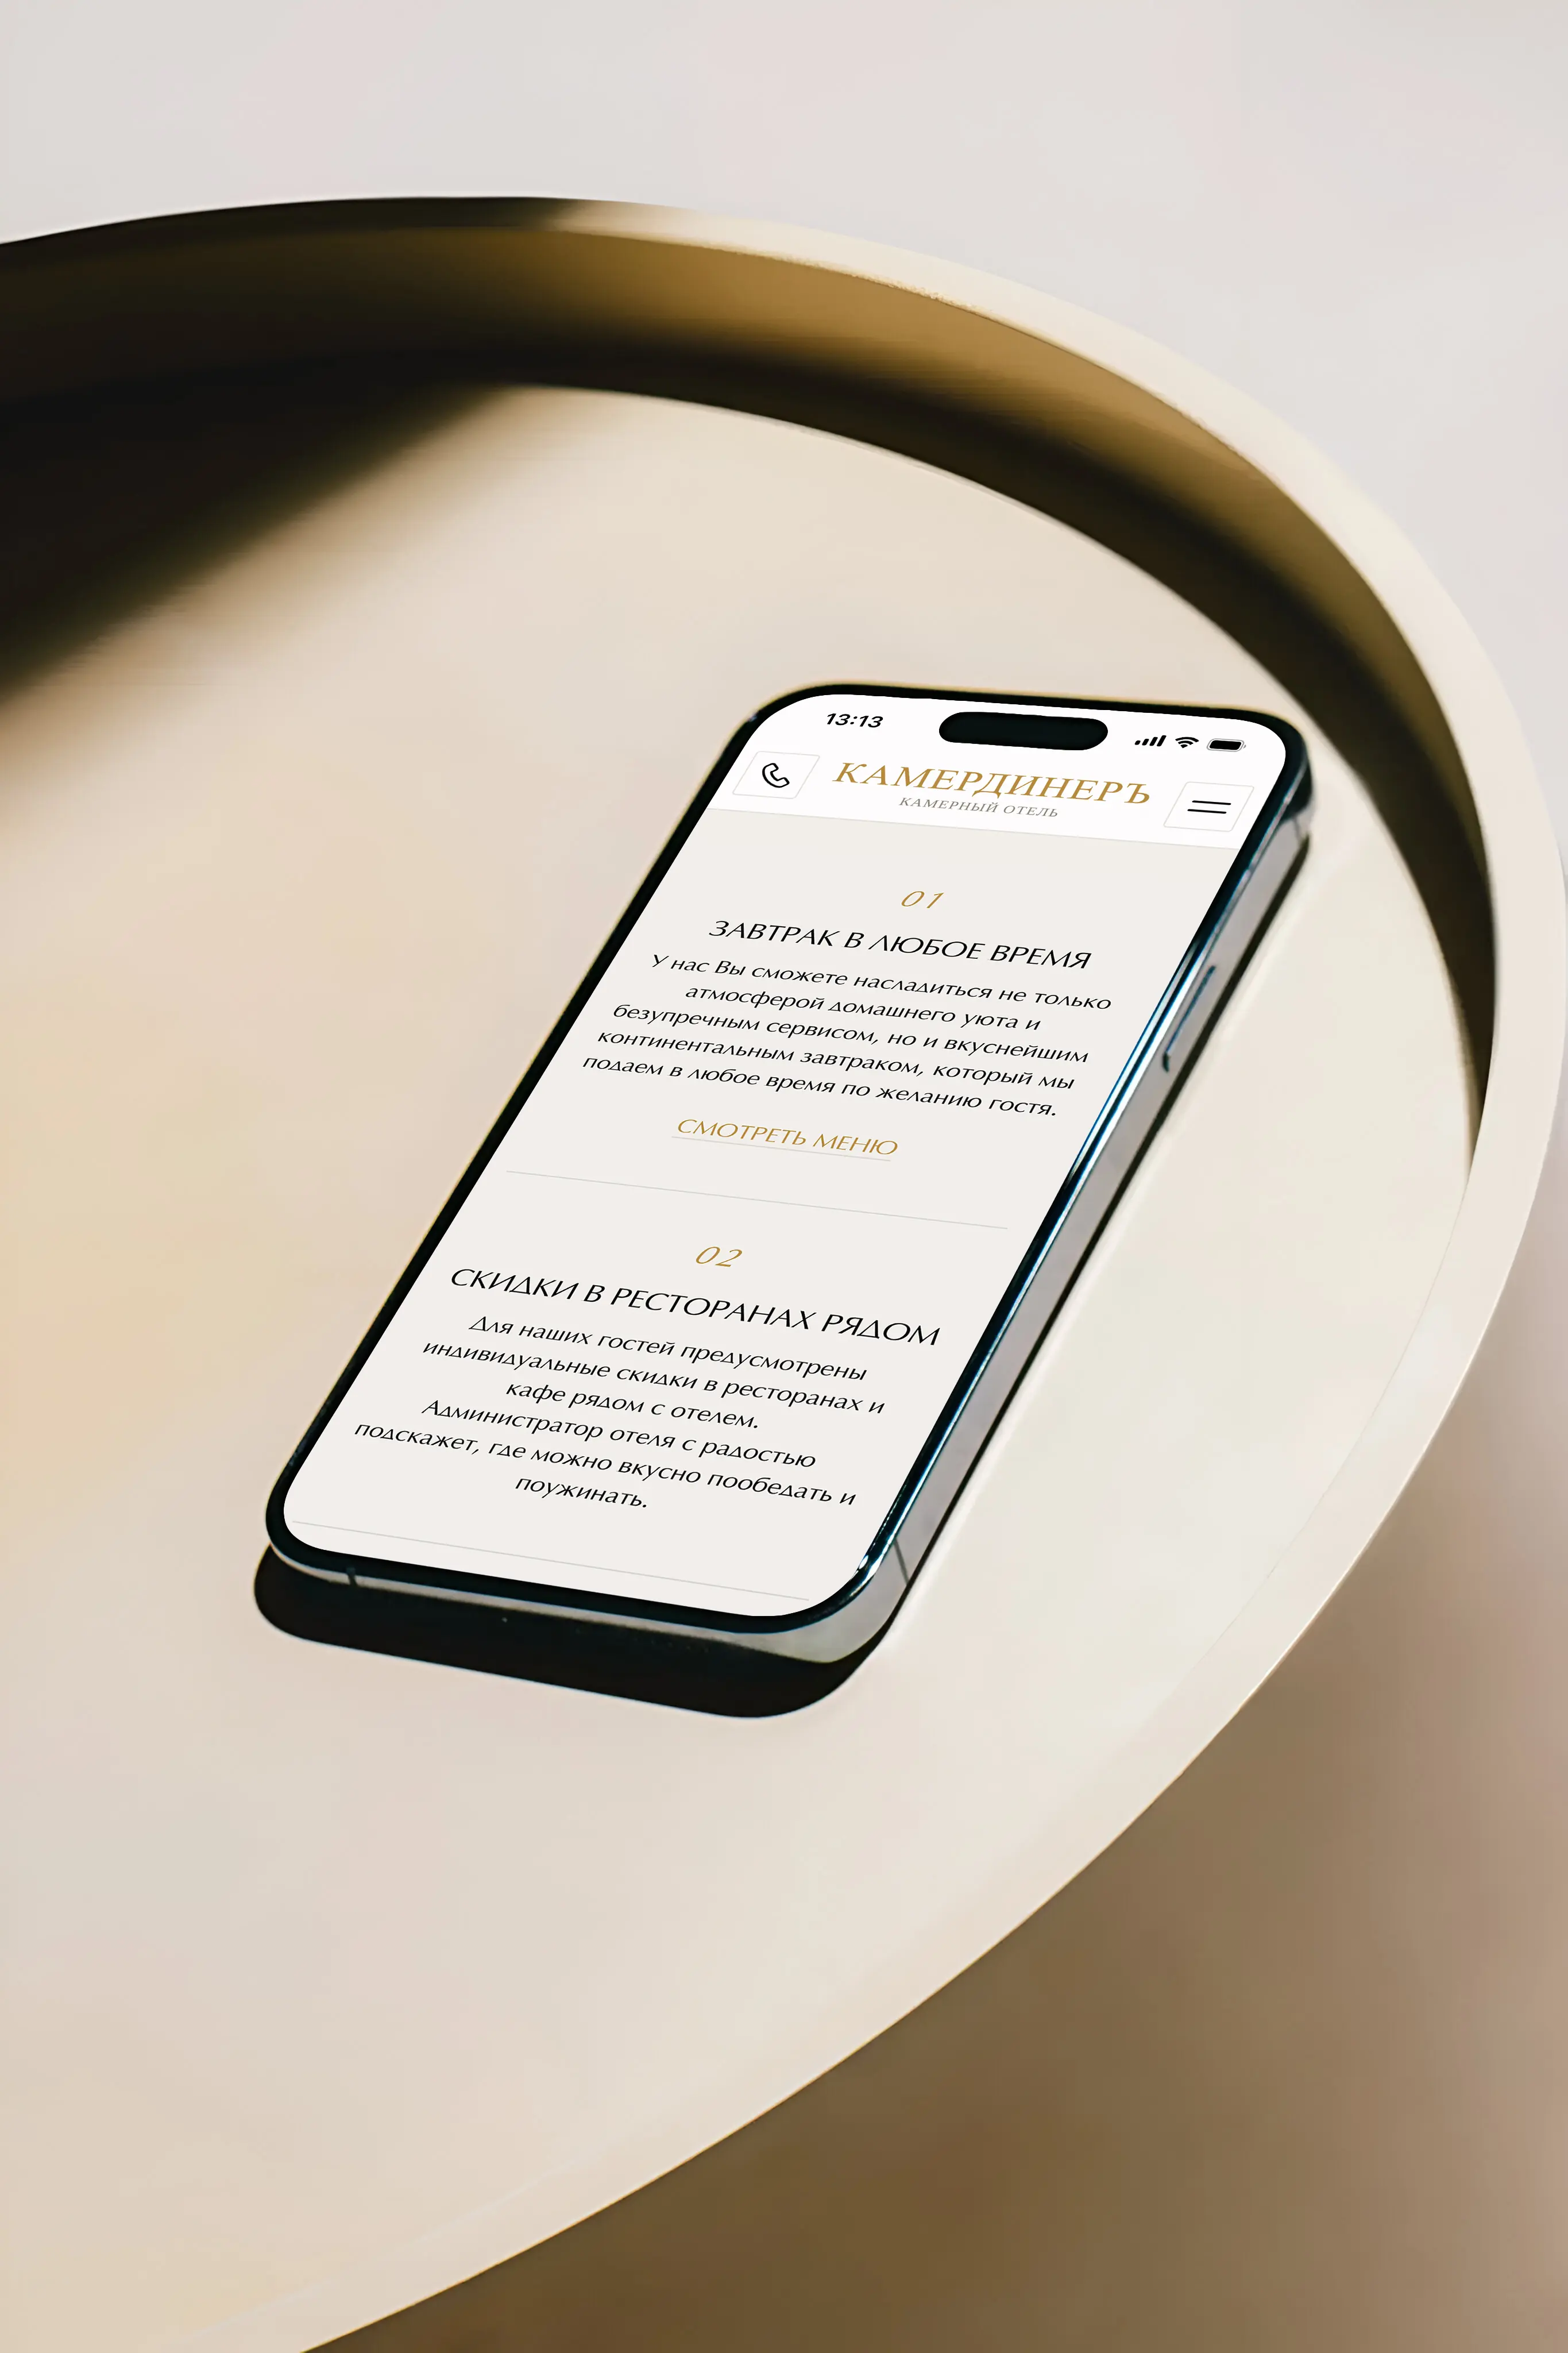 13:13
КАМЕРДИНЕРЪ
КАМЕРНЫЙ ОТЕЛЬ
01
ЗАВТРАК В ЛЮБОЕ ВРЕМЯ
У нас Вы сможете насладиться не только
атмосферой домашнего уюта и
безупречным сервисом, но и вкуснейшим
континентальным завтраком, который мы
подаем в любое время по желанию гостя.
СМОТРЕТЬ МЕНЮ
02
СКИДКИ В РЕСТОРАНАХ РЯДОМ
Для наших гостей предусмотрены
индивидуальные скидки в ресторанах и
кафе рядом с отелем.
Администратор отеля с радостью
подскажет, где можно вкусно пообедать и
поужинать.